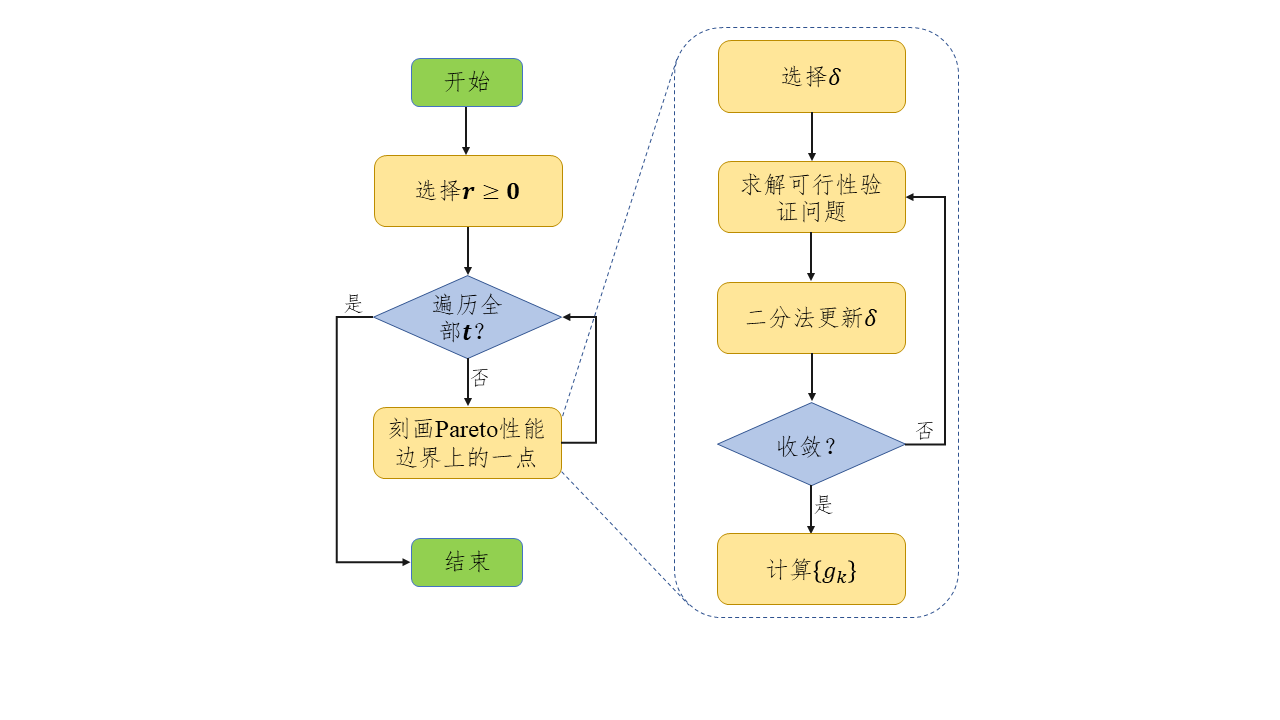 开始
选择r ≥ 0
是
遍历全
部t?
否
刻画Pareto性能
边界上的一点
结束
选择δ
求解可行性验
证问题
二分法更新δ
收敛?
否
是
计算{gₖ}